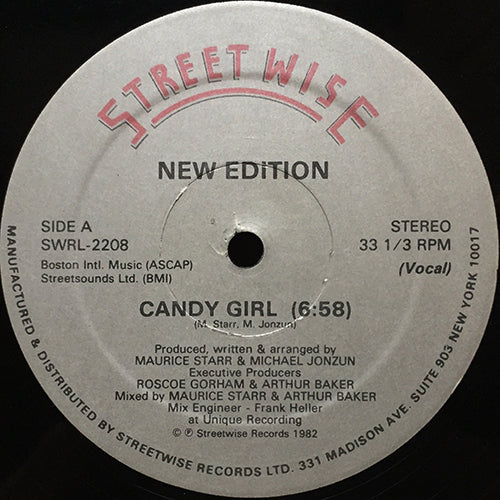 STREET WISE
NEW EDITION
SIDE A
SWRL-2208
Boston Intl. Music (ASCAP)
Streetsounds Ltd. (BMI)
STEREO
33 1/3 RPM
(Vocal)
CANDY GIRL (6:58)
(M. Starr, M. Jonzun)
Produced, written & arranged by
MAURICE STARR & MICHAEL JONZUN
Executive Producers
ROSCOE GORHAM & ARTHUR BAKER
Mixed by MAURICE STARR & ARTHUR BAKER
Mix Engineer - Frank Heller
at Unique Recording
© ℗ Streetwise Records 1982
MANUFACTURED & DISTRIBUTED BY STREETWISE RECORDS LTD. 331 MADISON AVE. SUITE 903 NEW YORK 10017